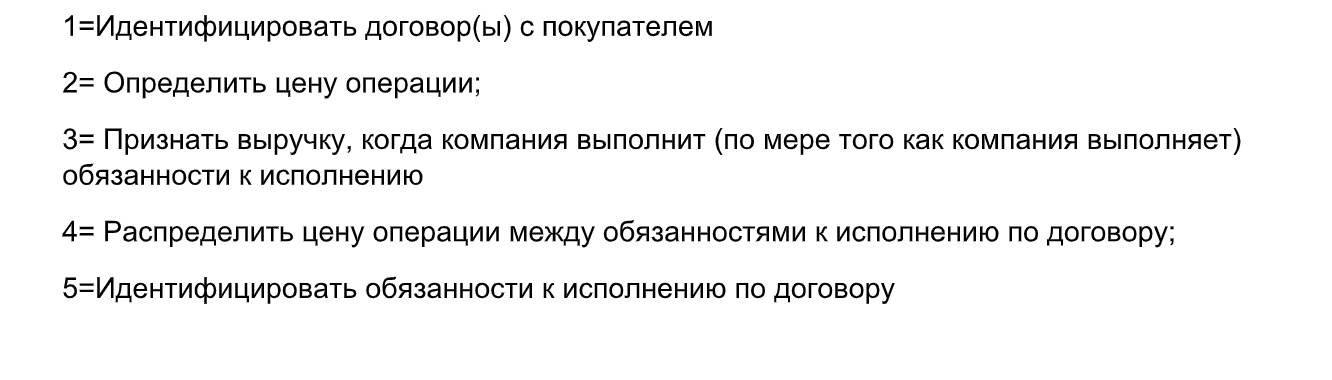 1=Идентифицировать договор(ы) с покупателем
2= Определить цену операции;
3= Признать выручку, когда компания выполнит (по мере того как компания выполняет)
обязанности к исполнению
4= Распределить цену операции между обязанностями к исполнению по договору;
5=Идентифицировать обязанности к исполнению по договору